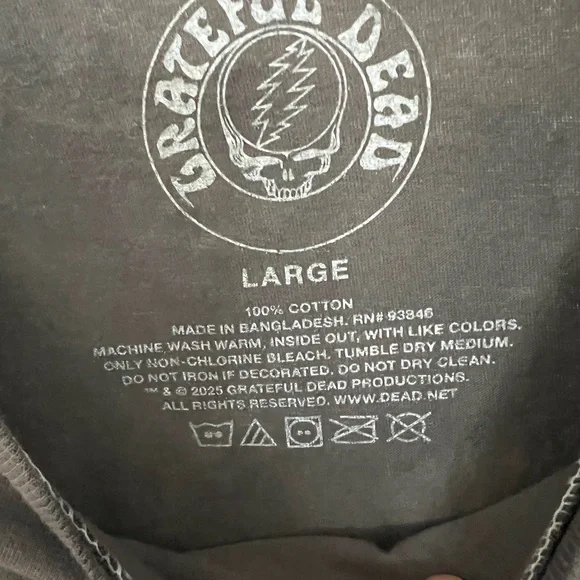 GRATEFUL DEAD
LARGE
100% COTTON
MADE IN BANGLADESH. RN# 93846
MACHINE WASH WARM, INSIDE OUT, WITH LIKE COLORS.
ONLY NON-CHLORINE BLEACH. TUMBLE DRY MEDIUM.
DO NOT IRON IF DECORATED. DO NOT DRY CLEAN.
™ & © 2025 GRATEFUL DEAD PRODUCTIONS.
ALL RIGHTS RESERVED. WWW.DEAD.NET